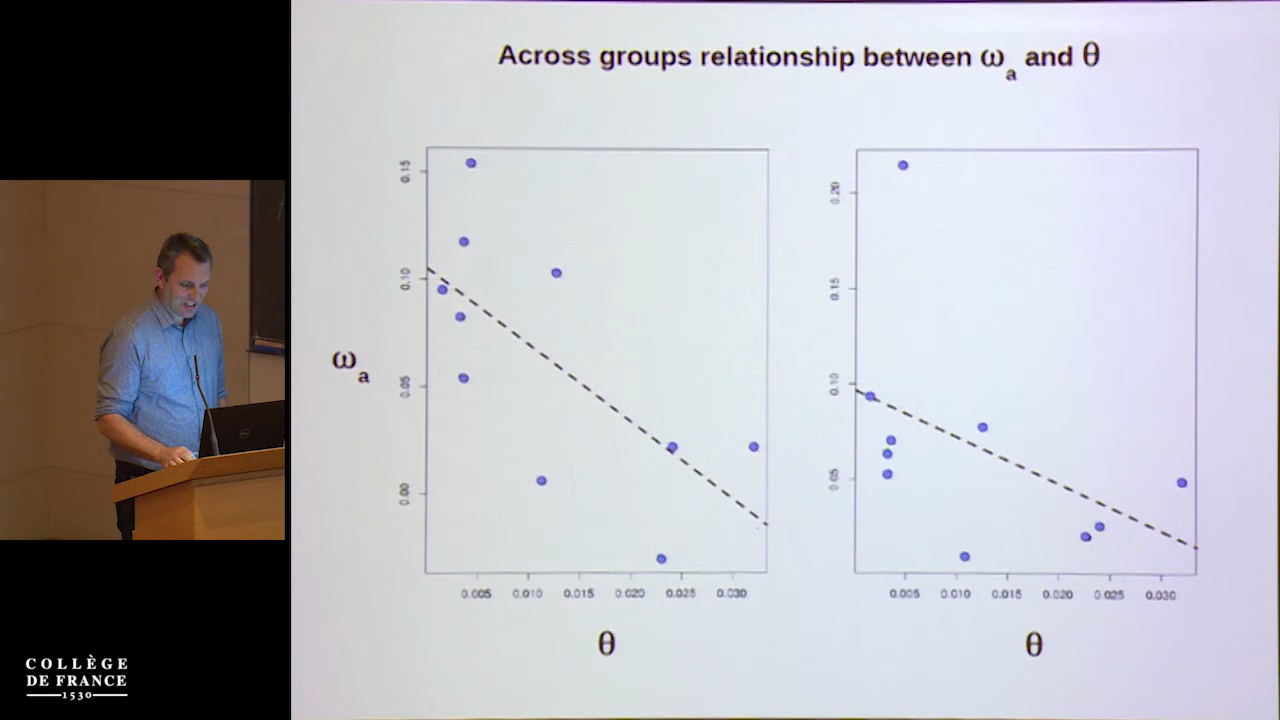 Across groups relationship between ωa and θ
0.15
0.10
0.05
0.00
ωa
0.005 0.010 0.015 0.020 0.025 0.030
θ
0.20
0.15
0.10
0.05
0.005 0.010 0.015 0.020 0.025 0.030
θ
DELL
COLLÈGE
DE FRANCE
1530